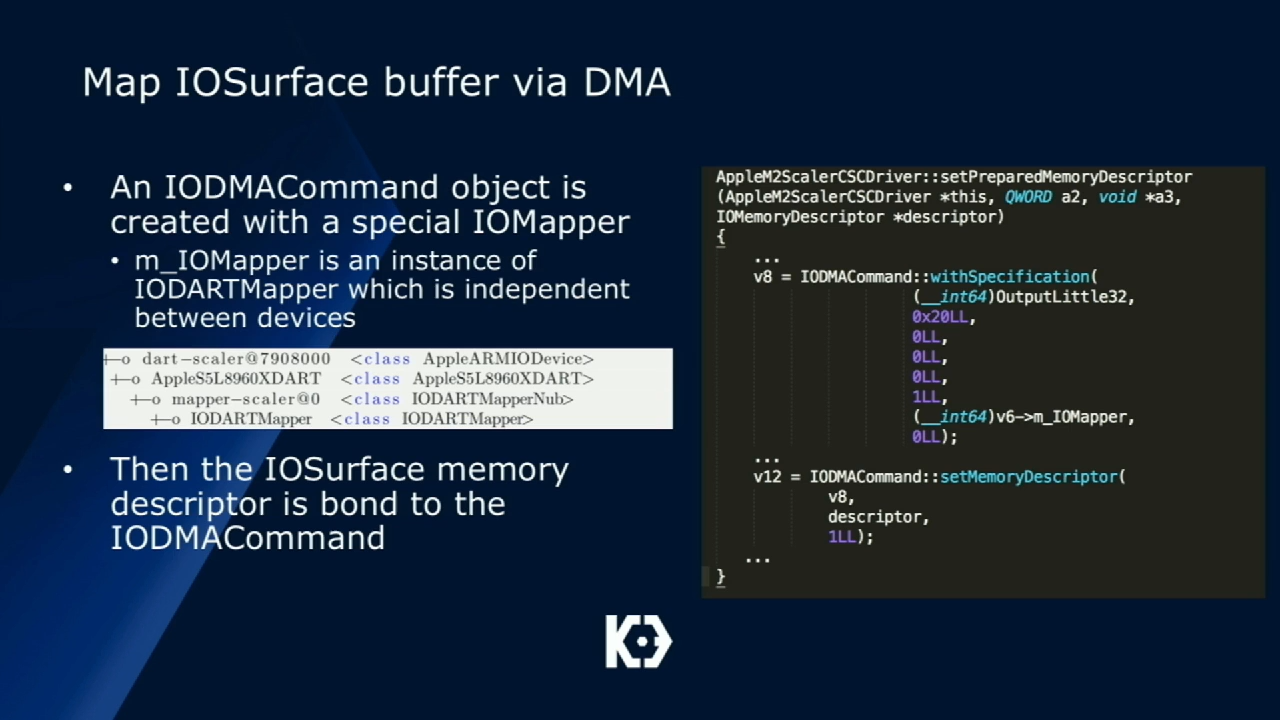 Map IOSurface buffer via DMA
• An IODMACommand object is
created with a special IOMapper
• m_IOMapper is an instance of
IODARTMapper which is independent
between devices
+-o dart-scaler@7908000 <class AppleARMIODevice>
+-o AppleS5L8960XDART <class AppleS5L8960XDART>
+-o mapper-scaler@0 <class IODARTMapperNub>
+-o IODARTMapper <class IODARTMapper>
• Then the IOSurface memory
descriptor is bond to the
IODMACommand
AppleM2ScalerCSCDriver::setPreparedMemoryDescriptor
(AppleM2ScalerCSCDriver *this, QWORD a2, void *a3,
IOMemoryDescriptor *descriptor)
{
...
v8 = IODMACommand::withSpecification(
(__int64)OutputLittle32,
0x20LL,
0LL,
0LL,
0LL,
1LL,
(__int64)v6->m_IOMapper,
0LL);
...
v12 = IODMACommand::setMemoryDescriptor(
v8,
descriptor,
1LL);
...
}